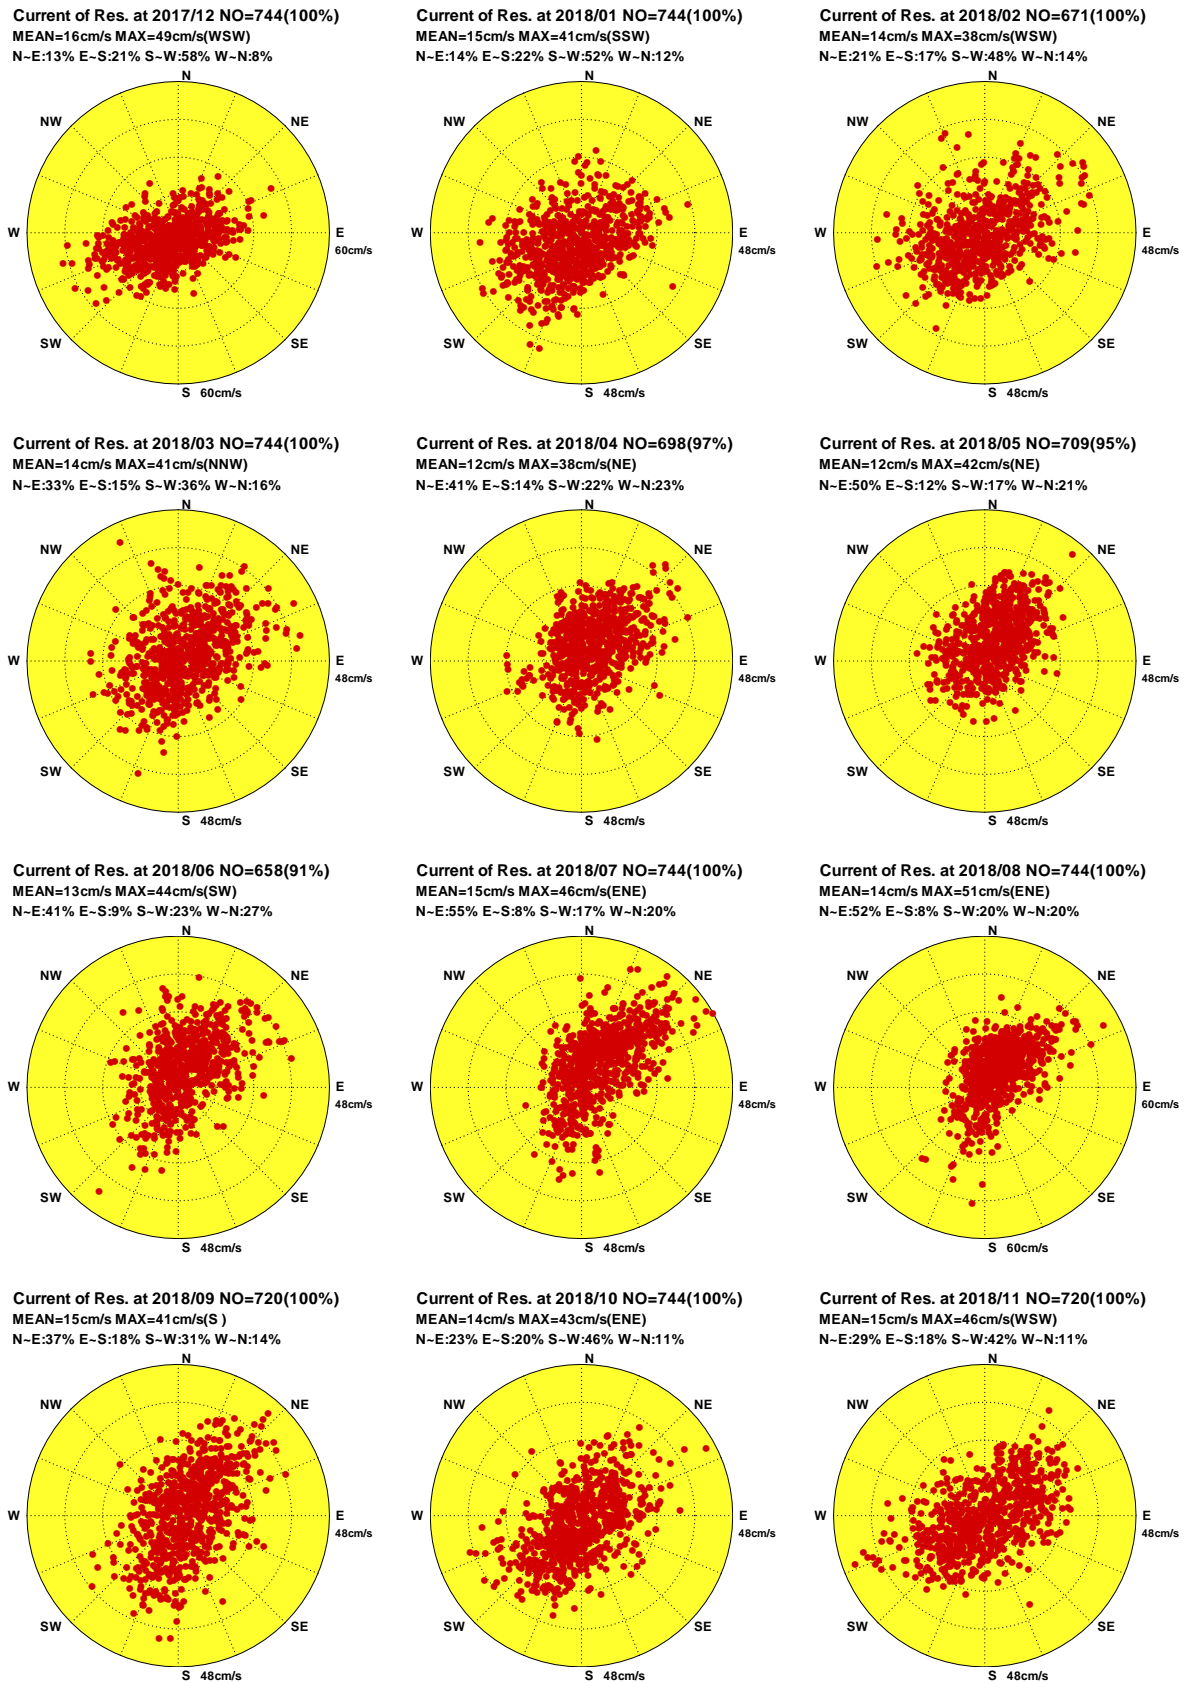 Current of Res. at 2017/12 NO=744(100%)
MEAN=16cm/s MAX=49cm/s(WSW)
N~E:13% E~S:21% S~W:58% W~N:8%
N
NW
NE
W
E
60cm/s
SW
SE
S 60cm/s
Current of Res. at 2018/01 NO=744(100%)
MEAN=15cm/s MAX=41cm/s(SSW)
N~E:14% E~S:22% S~W:52% W~N:12%
N
NW
NE
W
E
48cm/s
SW
SE
S 48cm/s
Current of Res. at 2018/02 NO=671(100%)
MEAN=14cm/s MAX=38cm/s(WSW)
N~E:21% E~S:17% S~W:48% W~N:14%
N
NW
NE
W
E
48cm/s
SW
SE
S 48cm/s
Current of Res. at 2018/03 NO=744(100%)
MEAN=14cm/s MAX=41cm/s(NNW)
N~E:33% E~S:15% S~W:36% W~N:16%
N
NW
NE
W
E
48cm/s
SW
SE
S 48cm/s
Current of Res. at 2018/04 NO=698(97%)
MEAN=12cm/s MAX=38cm/s(NE)
N~E:41% E~S:14% S~W:22% W~N:23%
N
NW
NE
W
E
48cm/s
SW
SE
S 48cm/s
Current of Res. at 2018/05 NO=709(95%)
MEAN=12cm/s MAX=42cm/s(NE)
N~E:50% E~S:12% S~W:17% W~N:21%
N
NW
NE
W
E
48cm/s
SW
SE
S 48cm/s
Current of Res. at 2018/06 NO=658(91%)
MEAN=13cm/s MAX=44cm/s(SW)
N~E:41% E~S:9% S~W:23% W~N:27%
N
NW
NE
W
E
48cm/s
SW
SE
S 48cm/s
Current of Res. at 2018/07 NO=744(100%)
MEAN=15cm/s MAX=46cm/s(ENE)
N~E:55% E~S:8% S~W:17% W~N:20%
N
NW
NE
W
E
48cm/s
SW
SE
S 48cm/s
Current of Res. at 2018/08 NO=744(100%)
MEAN=14cm/s MAX=51cm/s(ENE)
N~E:52% E~S:8% S~W:20% W~N:20%
N
NW
NE
W
E
60cm/s
SW
SE
S 60cm/s
Current of Res. at 2018/09 NO=720(100%)
MEAN=15cm/s MAX=41cm/s(S )
N~E:37% E~S:18% S~W:31% W~N:14%
N
NW
NE
W
E
48cm/s
SW
SE
S 48cm/s
Current of Res. at 2018/10 NO=744(100%)
MEAN=14cm/s MAX=43cm/s(ENE)
N~E:23% E~S:20% S~W:46% W~N:11%
N
NW
NE
W
E
48cm/s
SW
SE
S 48cm/s
Current of Res. at 2018/11 NO=720(100%)
MEAN=15cm/s MAX=46cm/s(WSW)
N~E:29% E~S:18% S~W:42% W~N:11%
N
NW
NE
W
E
48cm/s
SW
SE
S 48cm/s